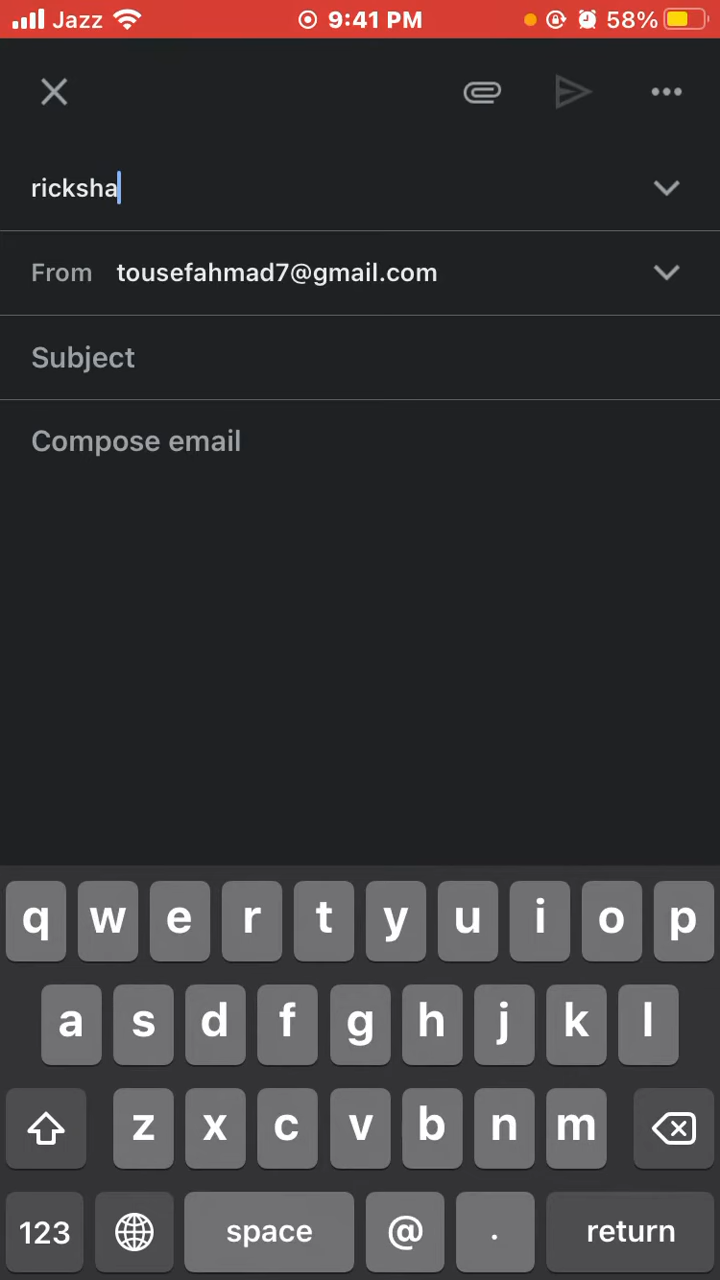 Jazz 9:41 PM 58%
ricksha
From tousefahmad7@gmail.com
Subject
Compose email
q w e r t y u i o p
a s d f g h j k l
z x c v b n m
123 space @ . return